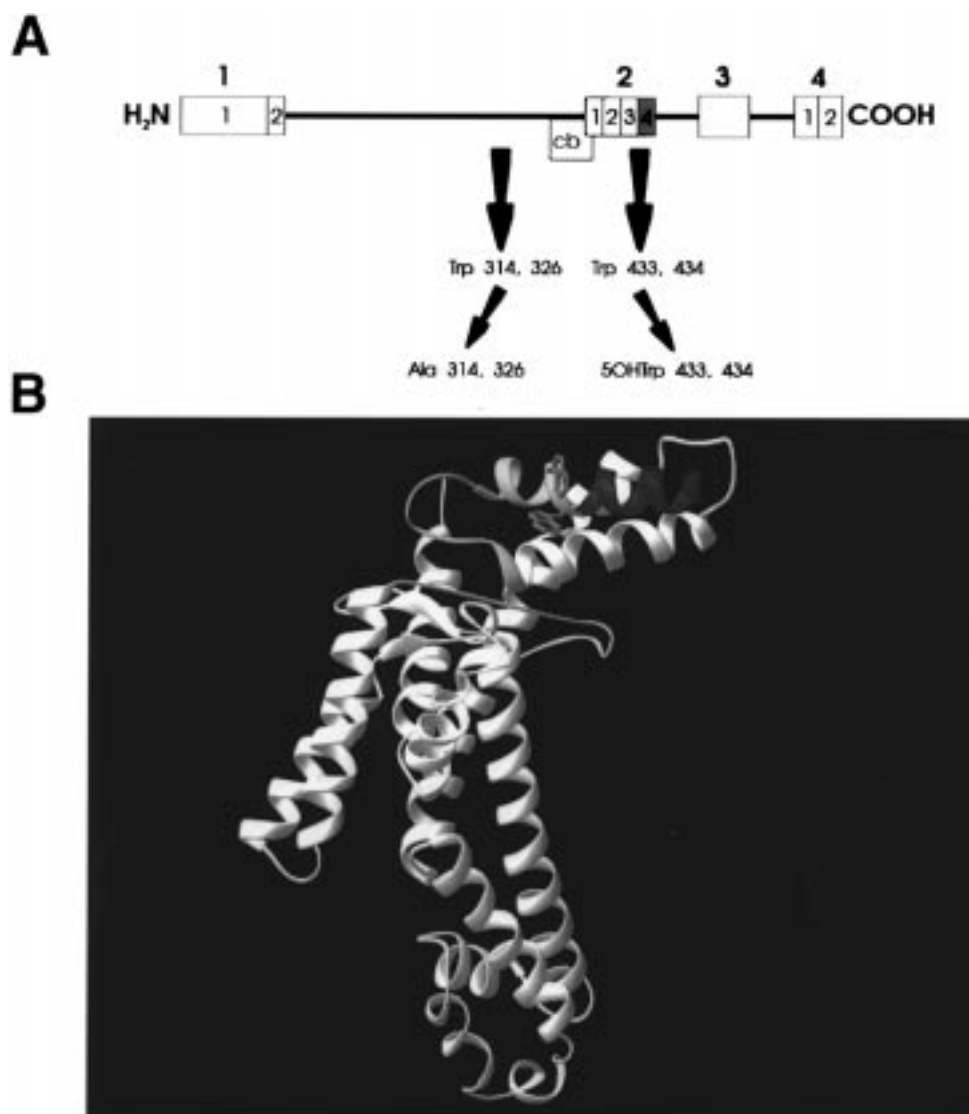 A
1 2 3 4
H₂N 1 2 1 2 3 4 1 2 COOH
cb
Trp 314, 326 Trp 433, 434
Ala 314, 326 5OHTrp 433, 434
B